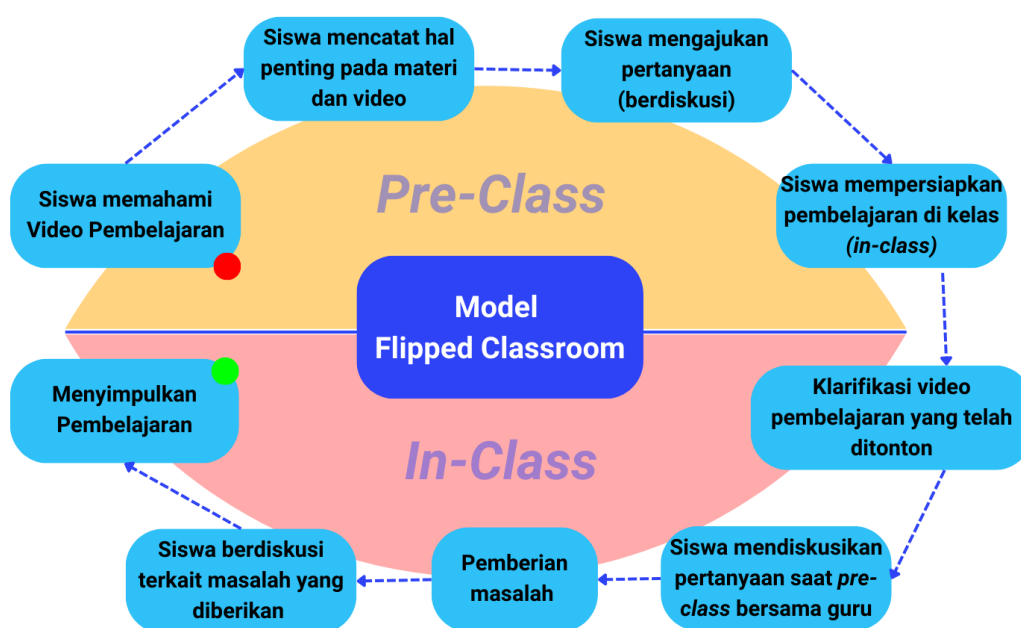 Siswa memahami
Video Pembelajaran
Siswa mencatat hal
penting pada materi
dan video
Siswa mengajukan
pertanyaan
(berdiskusi)
Siswa mempersiapkan
pembelajaran di kelas
(in-class)
Pre-Class
Model
Flipped Classroom
In-Class
Klarifikasi video
pembelajaran yang telah
ditonton
Siswa mendiskusikan
pertanyaan saat pre-
class bersama guru
Pemberian
masalah
Siswa berdiskusi
terkait masalah yang
diberikan
Menyimpulkan
Pembelajaran